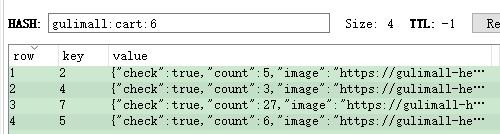 HASH: gulimall:cart:6 Size: 4 TTL: -1 Re
row key value
1 2 {"check":true,"count":5,"image":"https://gulimall-he…
2 4 {"check":true,"count":3,"image":"https://gulimall-he…
3 7 {"check":true,"count":27,"image":"https://gulimall-h…
4 5 {"check":true,"count":6,"image":"https://gulimall-he…